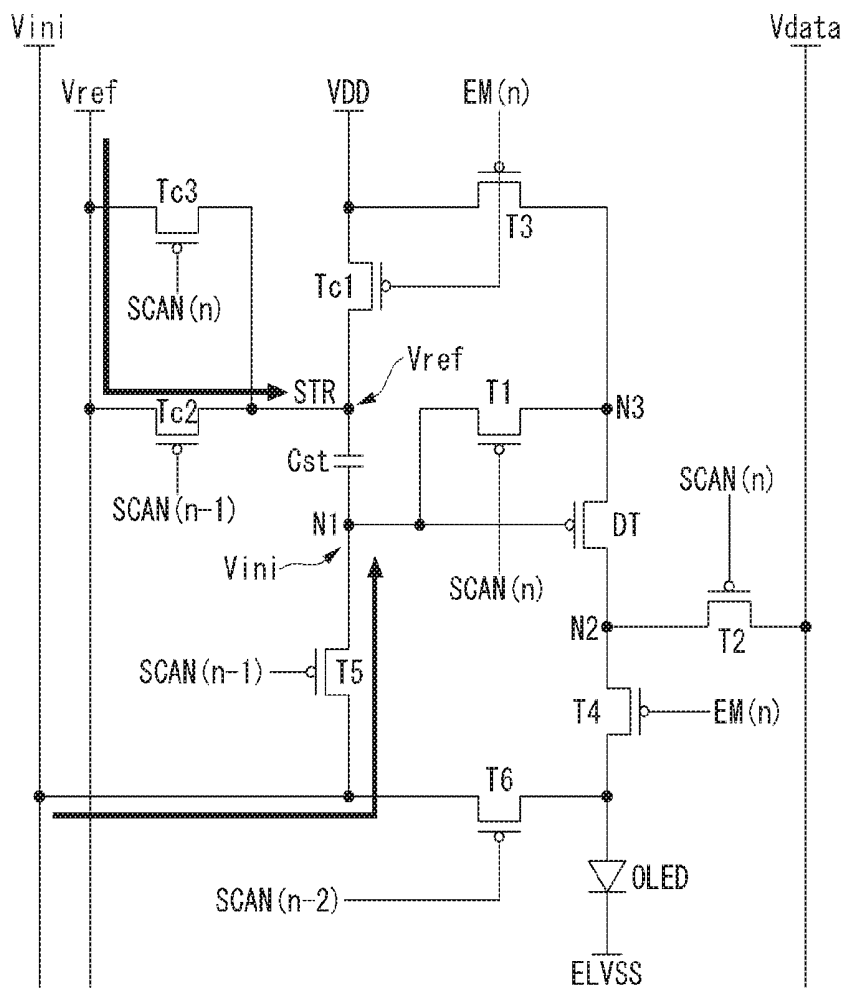 Vini
Vdata
Vref
VDD
EM(n)
Tc3
T3
SCAN(n)
Tc1
Vref
STR
T1
N3
Tc2
Cst
SCAN(n-1)
SCAN(n)
N1
DT
Vini
SCAN(n)
N2
T2
SCAN(n-1)
T5
T4
EM(n)
T6
SCAN(n-2)
OLED
ELVSS